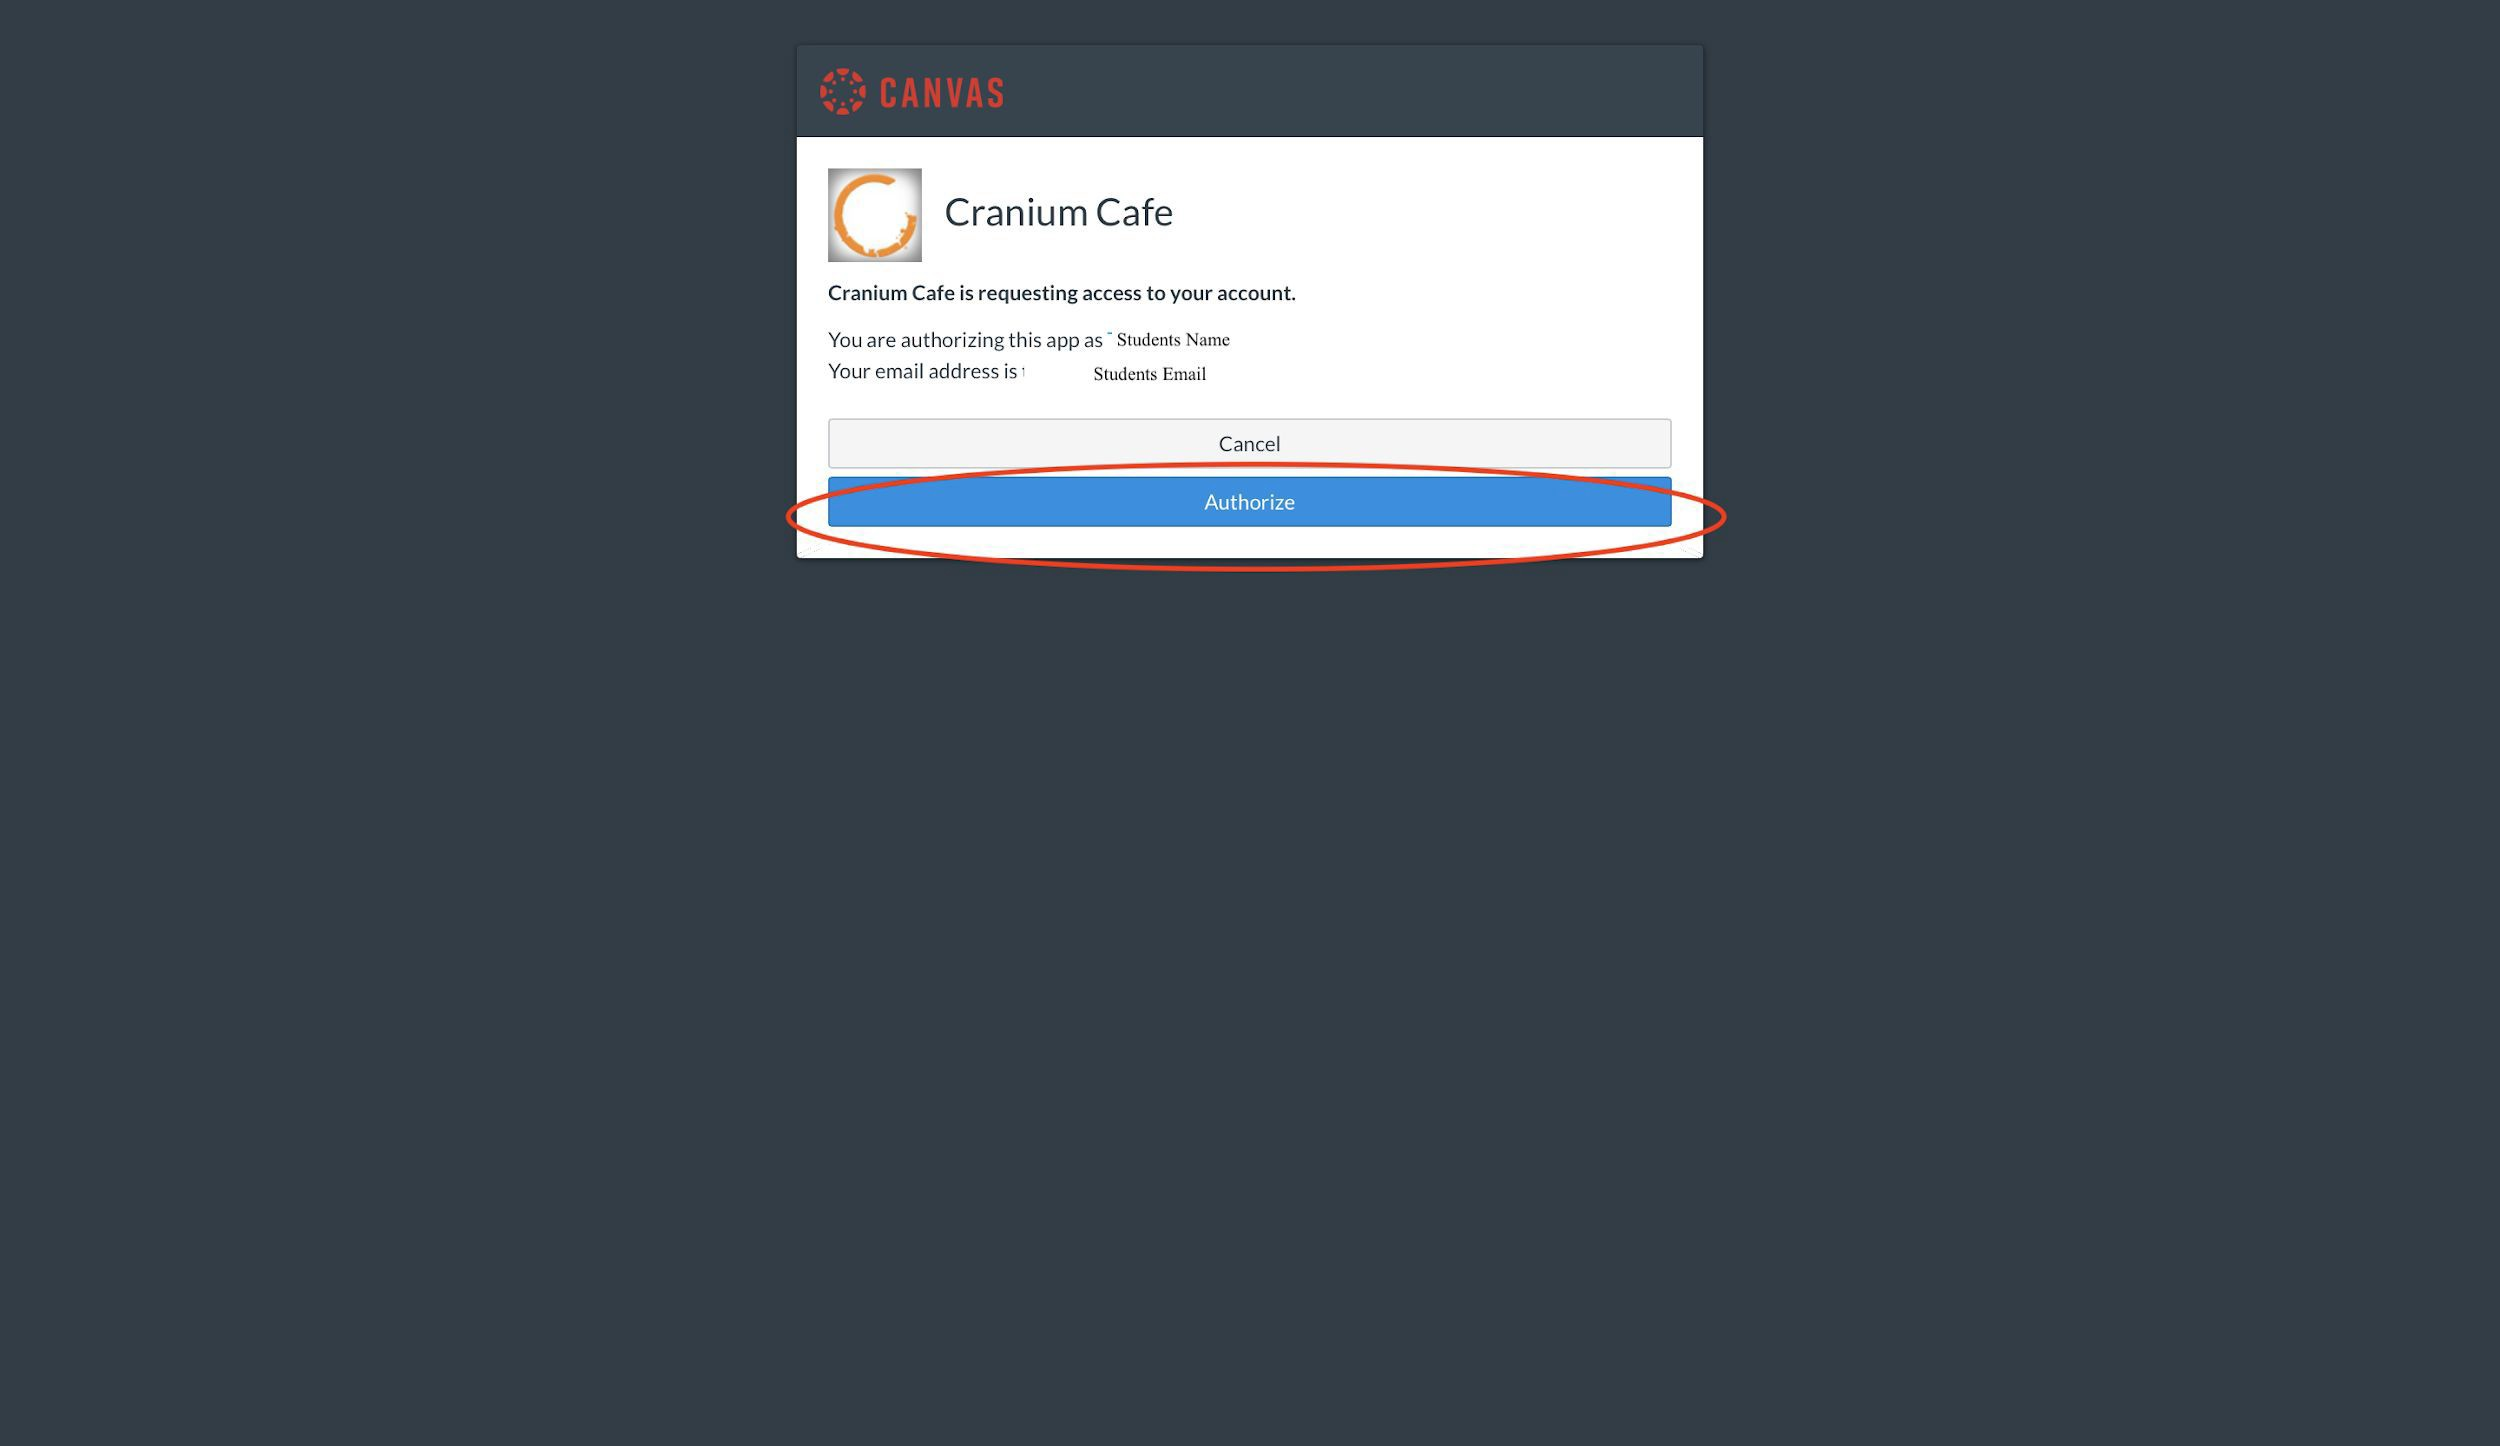 CANVAS
Cranium Cafe
Cranium Cafe is requesting access to your account.
You are authorizing this app as Students Name
Your email address is Students Email
Cancel
Authorize